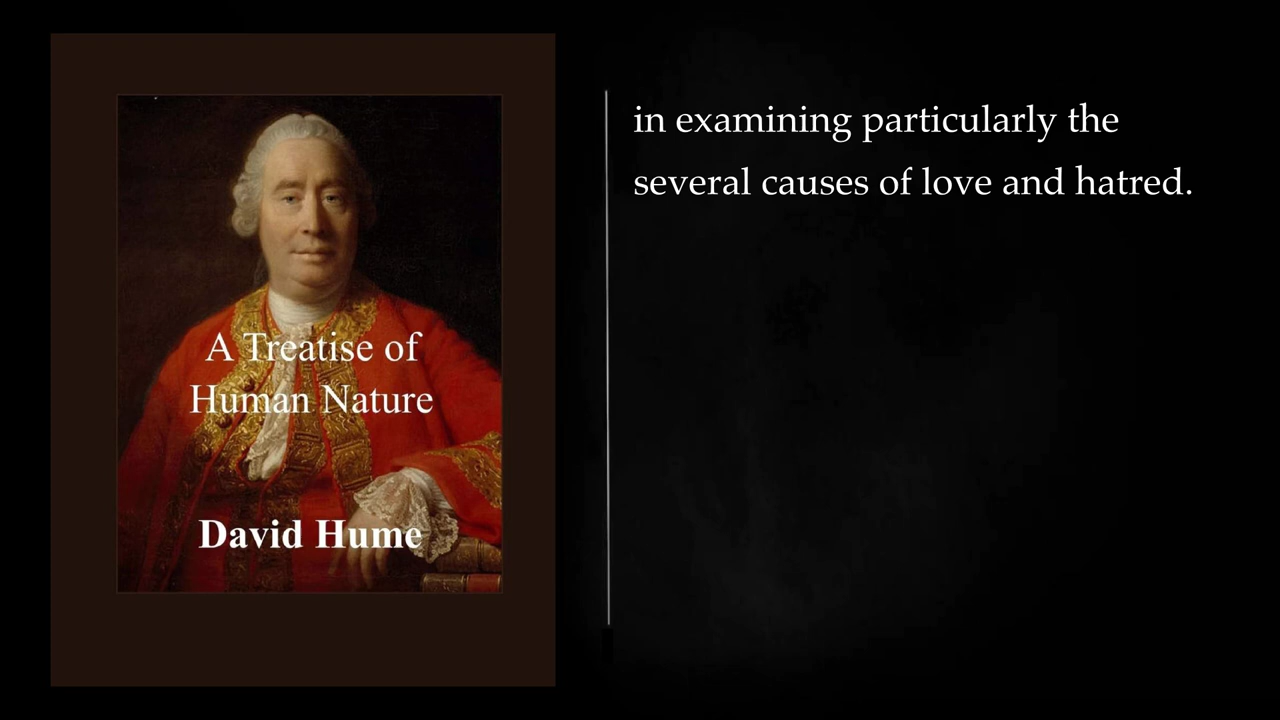 A Treatise of
Human Nature
David Hume
in examining particularly the
several causes of love and hatred.